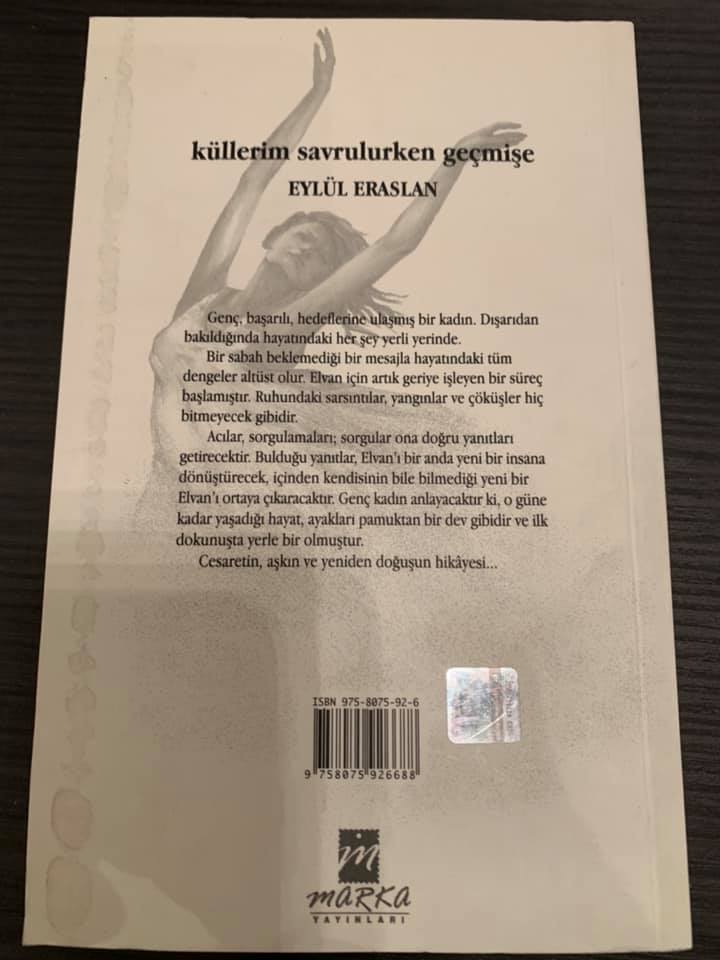 küllerim savrulurken geçmişe
EYLÜL ERASLAN
Genç, başarılı, hedeflerine ulaşmış bir kadın. Dışarıdan
bakıldığında hayatındaki her şey yerli yerinde.
Bir sabah beklemediği bir mesajla hayatındaki tüm
dengeler altüst olur. Elvan için artık geriye işleyen bir süreç
başlamıştır. Ruhundaki sarsıntılar, yangınlar ve çöküşler hiç
bitmeyecek gibidir.
Acılar, sorgulamaları; sorgular ona doğru yanıtları
getirecektir. Bulduğu yanıtlar, Elvan'ı bir anda yeni bir insana
dönüştürecek, içinden kendisinin bile bilmediği yeni bir
Elvan'ı ortaya çıkaracaktır. Genç kadın anlayacaktır ki, o güne
kadar yaşadığı hayat, ayakları pamuktan bir dev gibidir ve ilk
dokunuşta yerle bir olmuştur.
Cesaretin, aşkın ve yeniden doğuşun hikâyesi...
ISBN 975-8075-92-6
9 758075 926688
m
MARKA
YAYINLARI